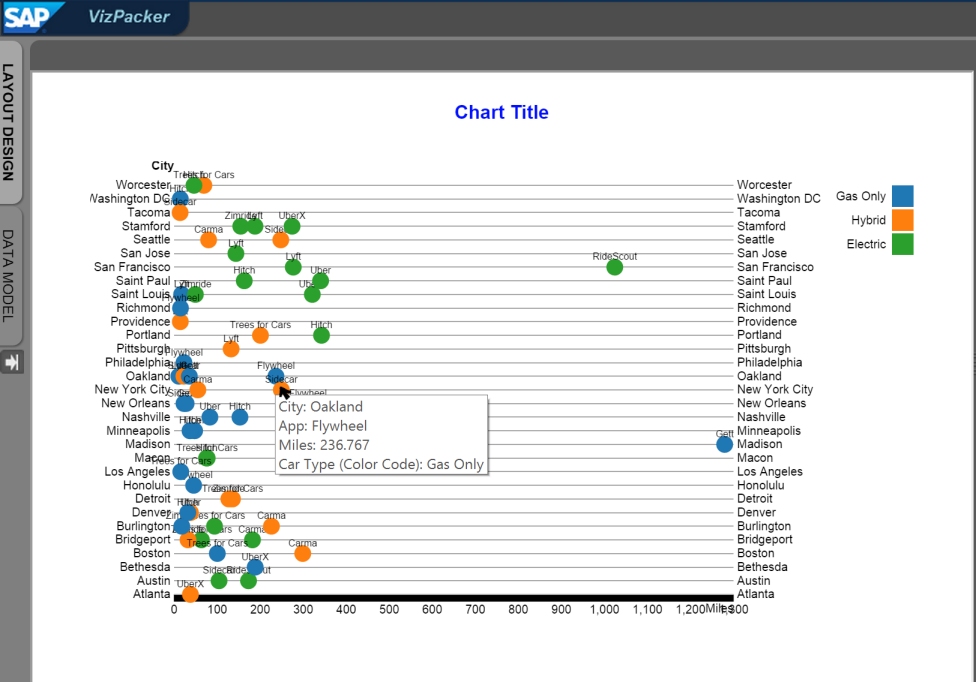 SAP VizPacker
LAYOUT DESIGN
DATA MODEL
Chart Title
City
Trees for Cars
Worcester Worcester
Hitch
Washington DC Washington DC
Sidecar
Tacoma Tacoma
Zimride Lyft UberX
Stamford Stamford
Carma
Seattle Seattle
Lyft
San Jose San Jose
Lyft RideScout
San Francisco San Francisco
Hitch Uber
Saint Paul Saint Paul
Saint Louis Saint Louis
Flywheel
Richmond Richmond
Providence Providence
Trees for Cars Hitch
Portland Portland
Lyft
Pittsburgh Pittsburgh
Flywheel
Philadelphia Philadelphia
Flywheel
Oakland Oakland
Carma Sidecar
New York City New York City
Flywheel
New Orleans New Orleans
Uber Hitch
Nashville Nashville
Minneapolis Minneapolis
Gett
Madison Madison
Trees for Cars
Macon Macon
Trees for Cars
Los Angeles Los Angeles
Honolulu Honolulu
Trees for Cars
Detroit Detroit
Denver Denver
Trees for Cars Carma
Burlington Burlington
Carma
Bridgeport Bridgeport
Trees for Cars Carma
Boston Boston
UberX
Bethesda Bethesda
Sidecar RideScout
Austin Austin
UberX
Atlanta Atlanta
0 100 200 300 400 500 600 700 800 900 1,000 1,100 1,200 Miles 1,300
Gas Only
Hybrid
Electric
City: Oakland
App: Flywheel
Miles: 236.767
Car Type (Color Code): Gas Only